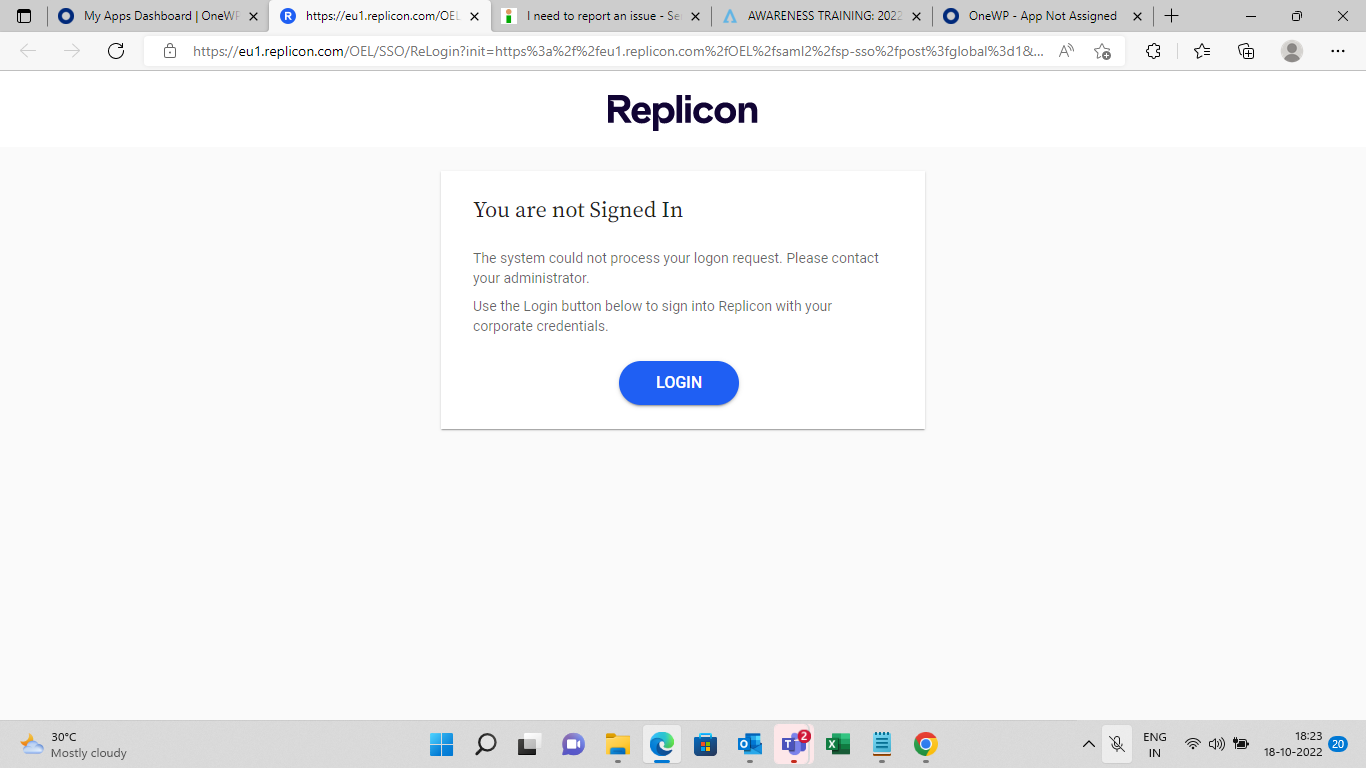 My Apps Dashboard | OneWP
https://eu1.replicon.com/OEL
I need to report an issue - Se
AWARENESS TRAINING: 2022
OneWP - App Not Assigned
https://eu1.replicon.com/OEL/SSO/ReLogin?init=https%3a%2f%2feu1.replicon.com%2fOEL%2fsaml2%2fsp-sso%2fpost%3fglobal%3d1&...
Replicon
You are not Signed In
The system could not process your logon request. Please contact
your administrator.
Use the Login button below to sign into Replicon with your
corporate credentials.
LOGIN
30°C
Mostly cloudy
2
ENG
IN
18:23
18-10-2022
20